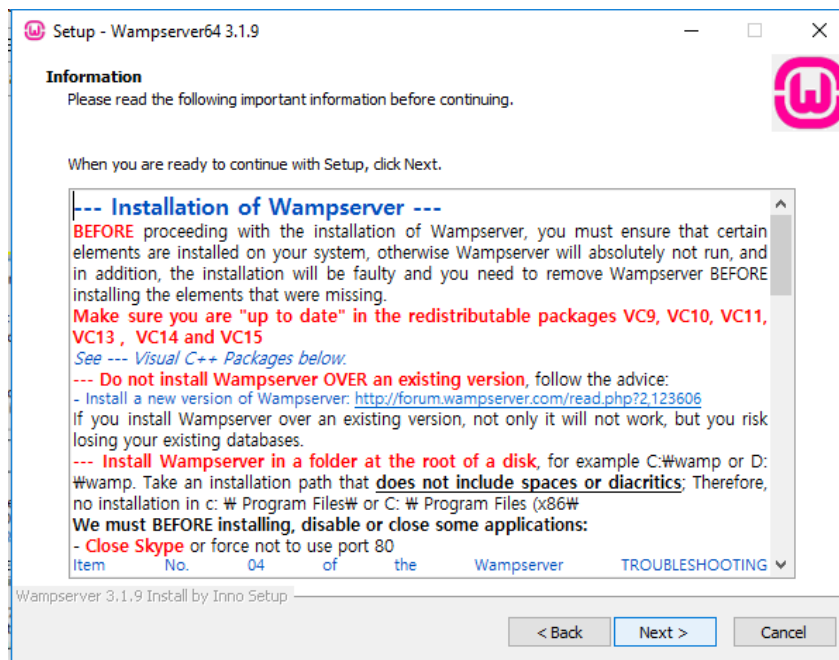 Setup - Wampserver64 3.1.9
Information
Please read the following important information before continuing.
When you are ready to continue with Setup, click Next.
--- Installation of Wampserver ---
BEFORE proceeding with the installation of Wampserver, you must ensure that certain
elements are installed on your system, otherwise Wampserver will absolutely not run, and
in addition, the installation will be faulty and you need to remove Wampserver BEFORE
installing the elements that were missing.
Make sure you are "up to date" in the redistributable packages VC9, VC10, VC11,
VC13 , VC14 and VC15
See --- Visual C++ Packages below.
--- Do not install Wampserver OVER an existing version, follow the advice:
- Install a new version of Wampserver: http://forum.wampserver.com/read.php?2,123606
If you install Wampserver over an existing version, not only it will not work, but you risk
losing your existing databases.
--- Install Wampserver in a folder at the root of a disk, for example C:₩wamp or D:
₩wamp. Take an installation path that does not include spaces or diacritics; Therefore,
no installation in c: ₩ Program Files₩ or C: ₩ Program Files (x86₩
We must BEFORE installing, disable or close some applications:
- Close Skype or force not to use port 80
Item No. 04 of the Wampserver TROUBLESHOOTING
Wampserver 3.1.9 Install by Inno Setup
< Back
Next >
Cancel